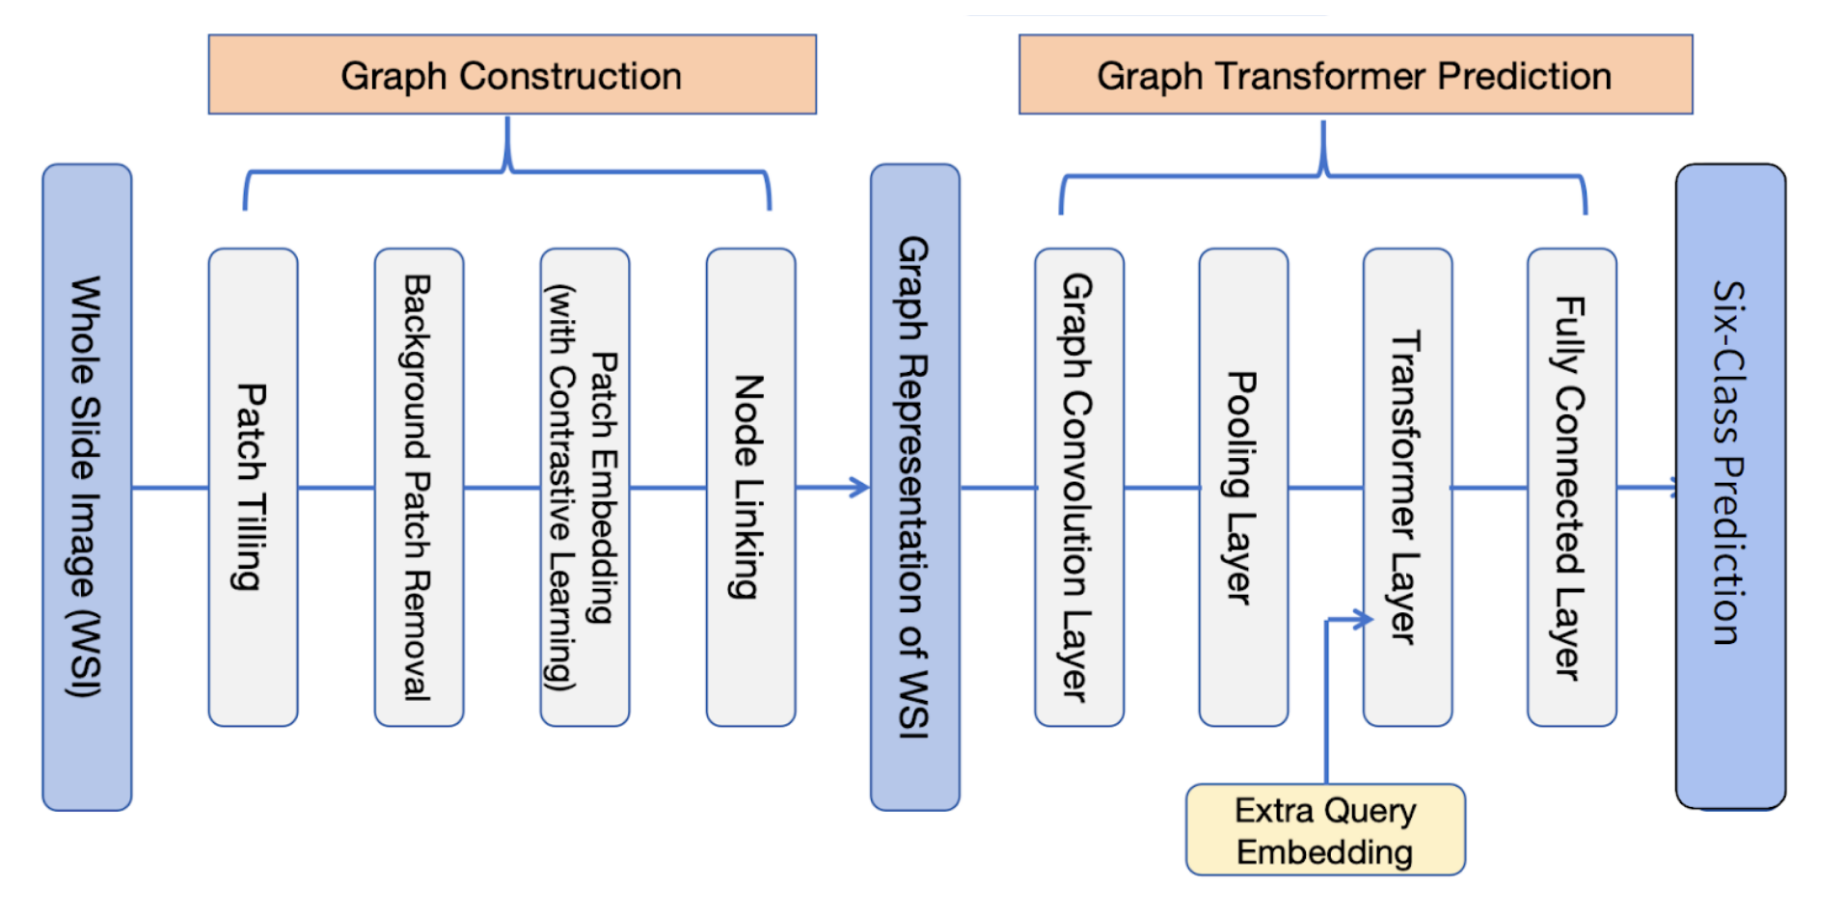 Graph Construction
Graph Transformer Prediction
Whole Slide Image (WSI)
Patch Tilling
Background Patch Removal
Patch Embedding
(with Contrastive Learning)
Node Linking
Graph Representation of WSI
Graph Convolution Layer
Pooling Layer
Transformer Layer
Fully Connected Layer
Six-Class Prediction
Extra Query
Embedding